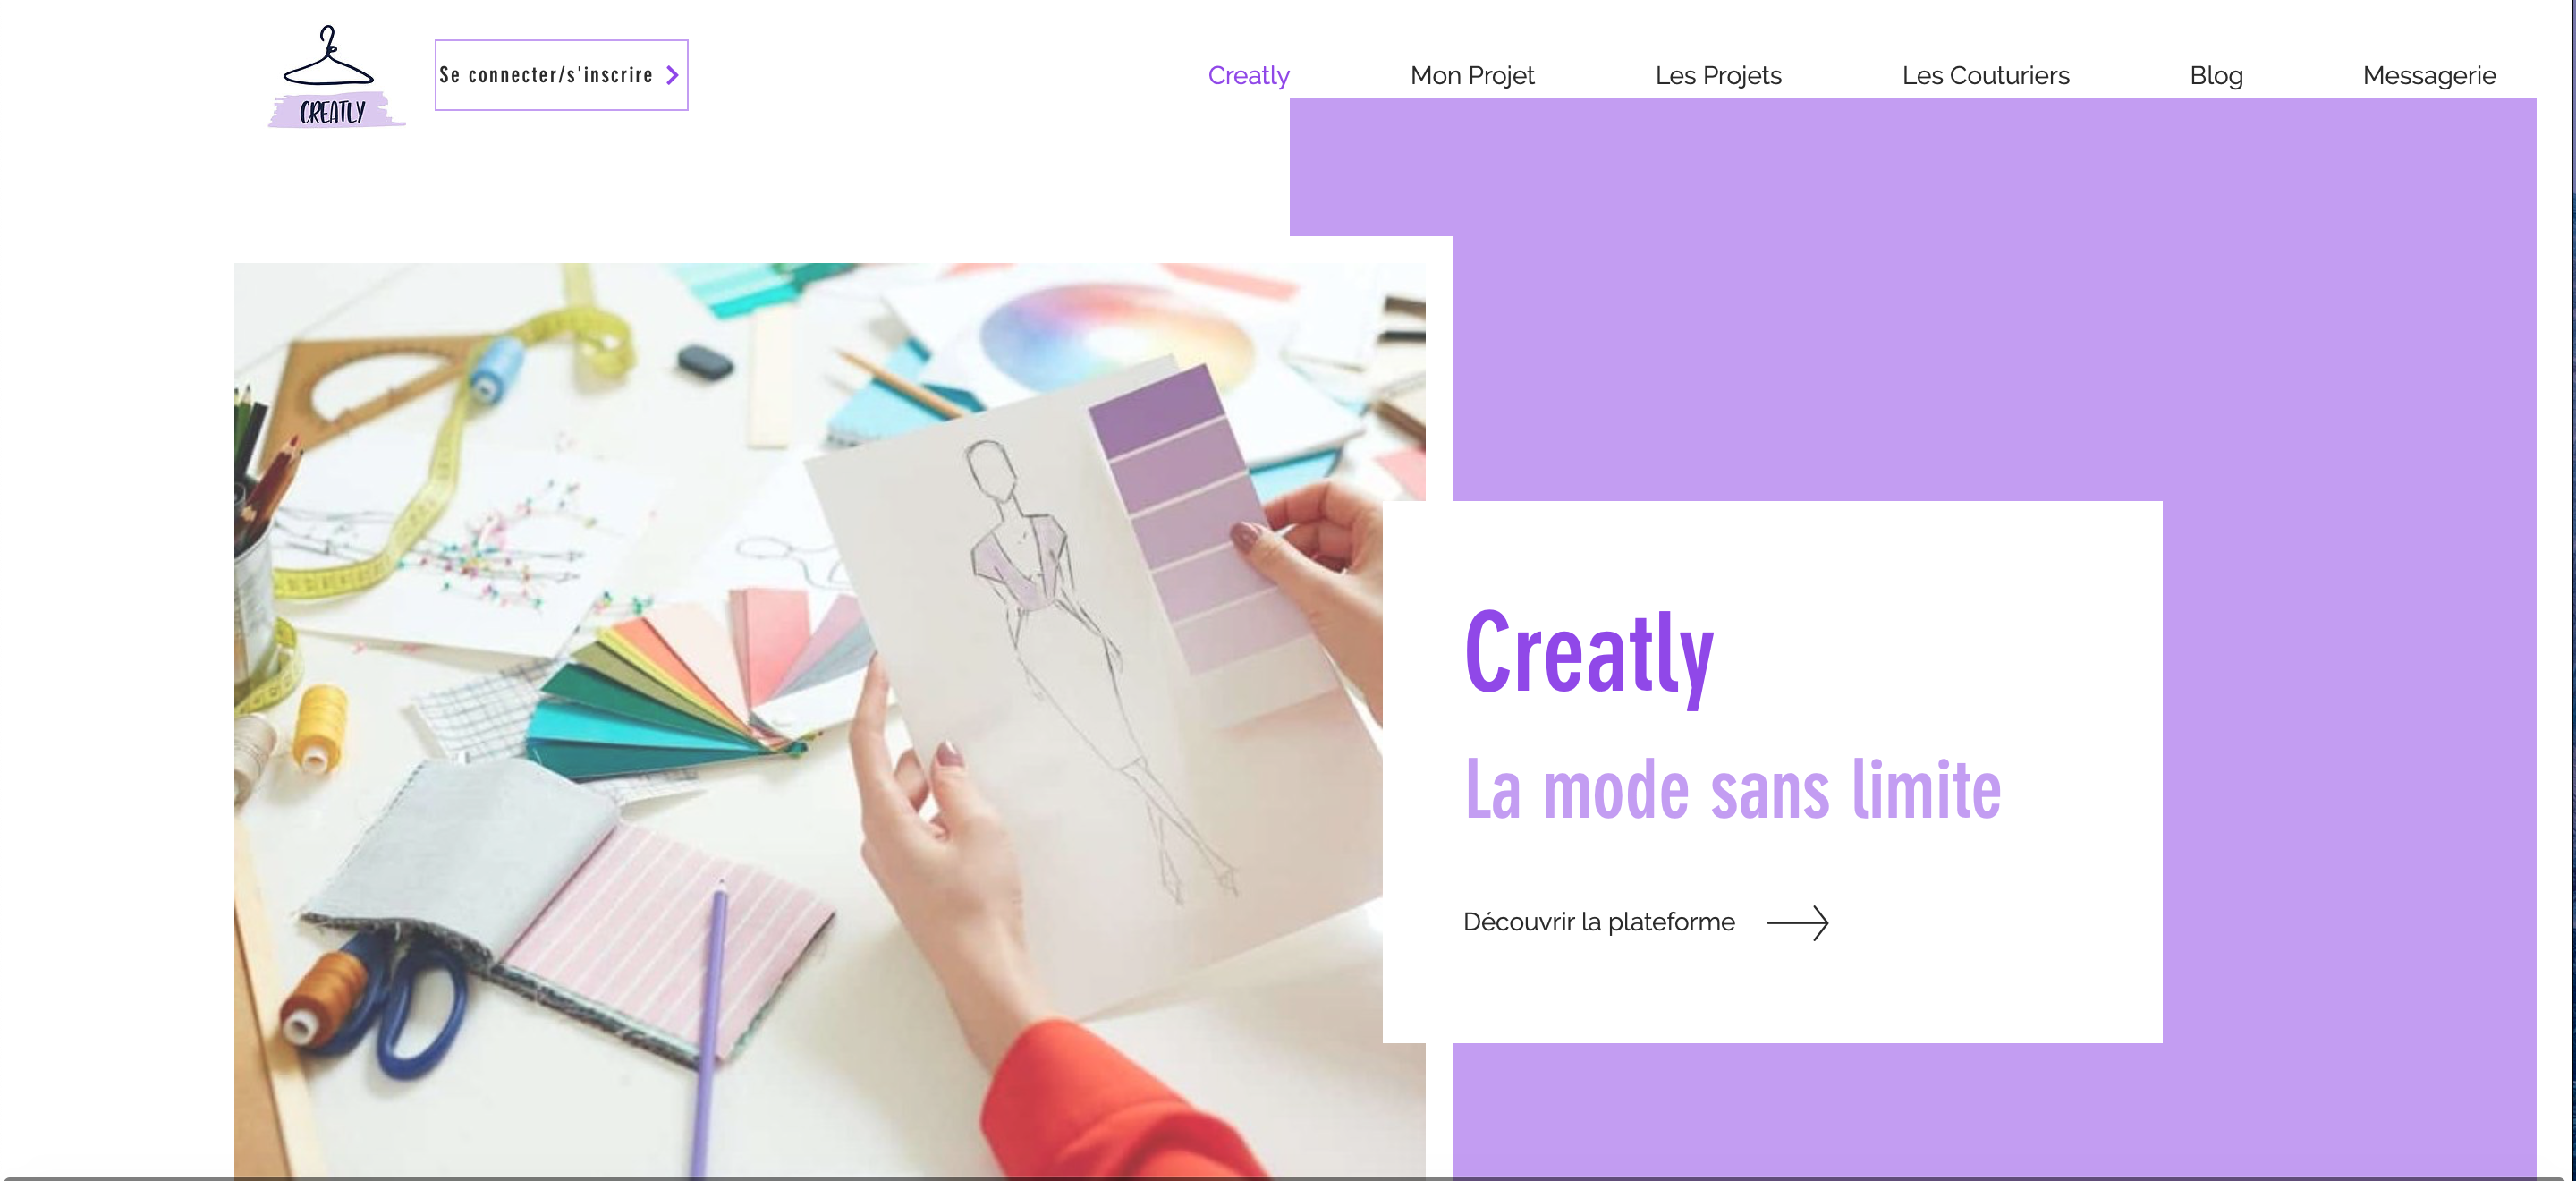 CREATLY
Se connecter/s'inscrire
Creatly
Mon Projet
Les Projets
Les Couturiers
Blog
Messagerie
Creatly
La mode sans limite
Découvrir la plateforme